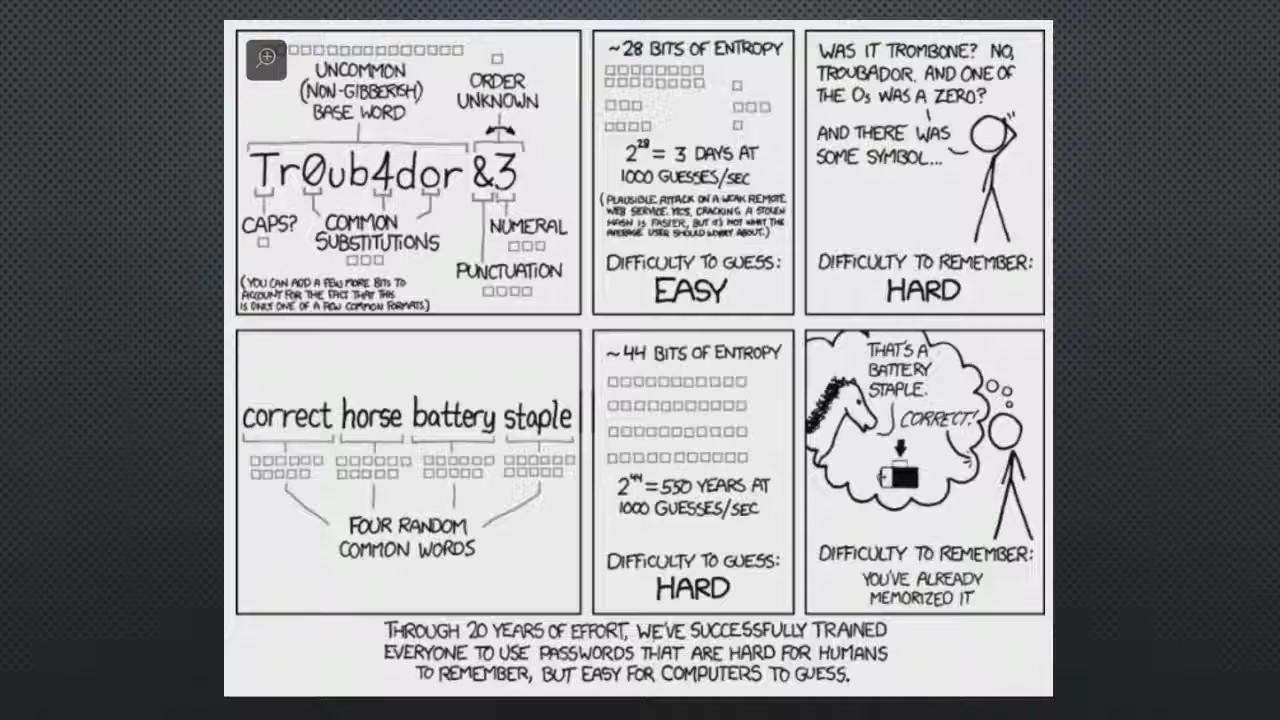 UNCOMMON
(NON-GIBBERISH)
BASE WORD
ORDER
UNKNOWN
Tr0ub4dor &3
CAPS?
COMMON
SUBSTITUTIONS
NUMERAL
PUNCTUATION
(YOU CAN ADD A FEW MORE BITS TO
ACCOUNT FOR THE FACT THAT THIS
IS ONLY ONE OF A FEW COMMON FORMATS.)
~28 BITS OF ENTROPY
2^28 = 3 DAYS AT
1000 GUESSES/SEC
(PLAUSIBLE ATTACK ON A WEAK REMOTE
WEB SERVICE. YES, CRACKING A STOLEN
HASH IS FASTER, BUT IT'S NOT WHAT THE
AVERAGE USER SHOULD WORRY ABOUT.)
DIFFICULTY TO GUESS:
EASY
WAS IT TROMBONE? NO,
TROUBADOR. AND ONE OF
THE Os WAS A ZERO?
AND THERE WAS
SOME SYMBOL...
DIFFICULTY TO REMEMBER:
HARD
correct horse battery staple
FOUR RANDOM
COMMON WORDS
~44 BITS OF ENTROPY
2^44 = 550 YEARS AT
1000 GUESSES/SEC
DIFFICULTY TO GUESS:
HARD
THAT'S A
BATTERY
STAPLE.
CORRECT!
DIFFICULTY TO REMEMBER:
YOU'VE ALREADY
MEMORIZED IT
THROUGH 20 YEARS OF EFFORT, WE'VE SUCCESSFULLY TRAINED
EVERYONE TO USE PASSWORDS THAT ARE HARD FOR HUMANS
TO REMEMBER, BUT EASY FOR COMPUTERS TO GUESS.